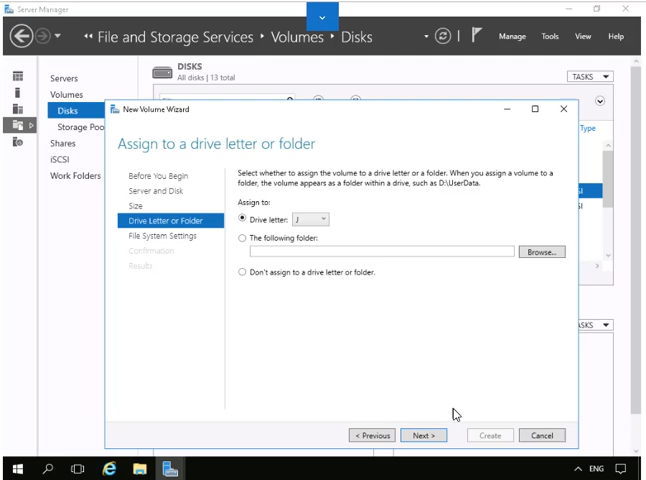 Server Manager
File and Storage Services Volumes Disks
Manage Tools View Help
Servers
Volumes
Disks
Storage Poo
Shares
iSCSI
Work Folders
DISKS
All disks | 13 total
TASKS
Type
New Volume Wizard
Assign to a drive letter or folder
Before You Begin
Server and Disk
Size
Drive Letter or Folder
File System Settings
Confirmation
Results
Select whether to assign the volume to a drive letter or a folder. When you assign a volume to a
folder, the volume appears as a folder within a drive, such as D:\UserData.
Assign to:
Drive letter: J
The following folder:
Browse...
Don't assign to a drive letter or folder.
< Previous Next > Create Cancel
ASKS
ENG